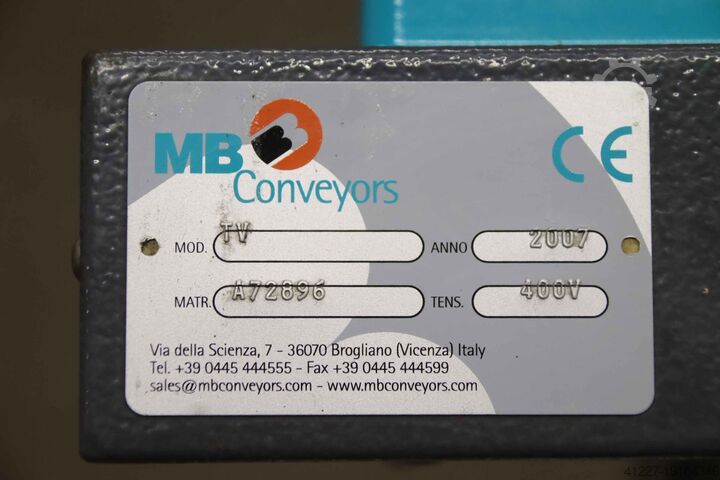 MB
Conveyors
CE
MOD. TV ANNO 2007
MATR. A72896 TENS. 400V
Via della Scienza, 7 - 36070 Brogliano (Vicenza) Italy
Tel. +39 0445 444555 - Fax +39 0445 444599
sales@mbconveyors.com - www.mbconveyors.com